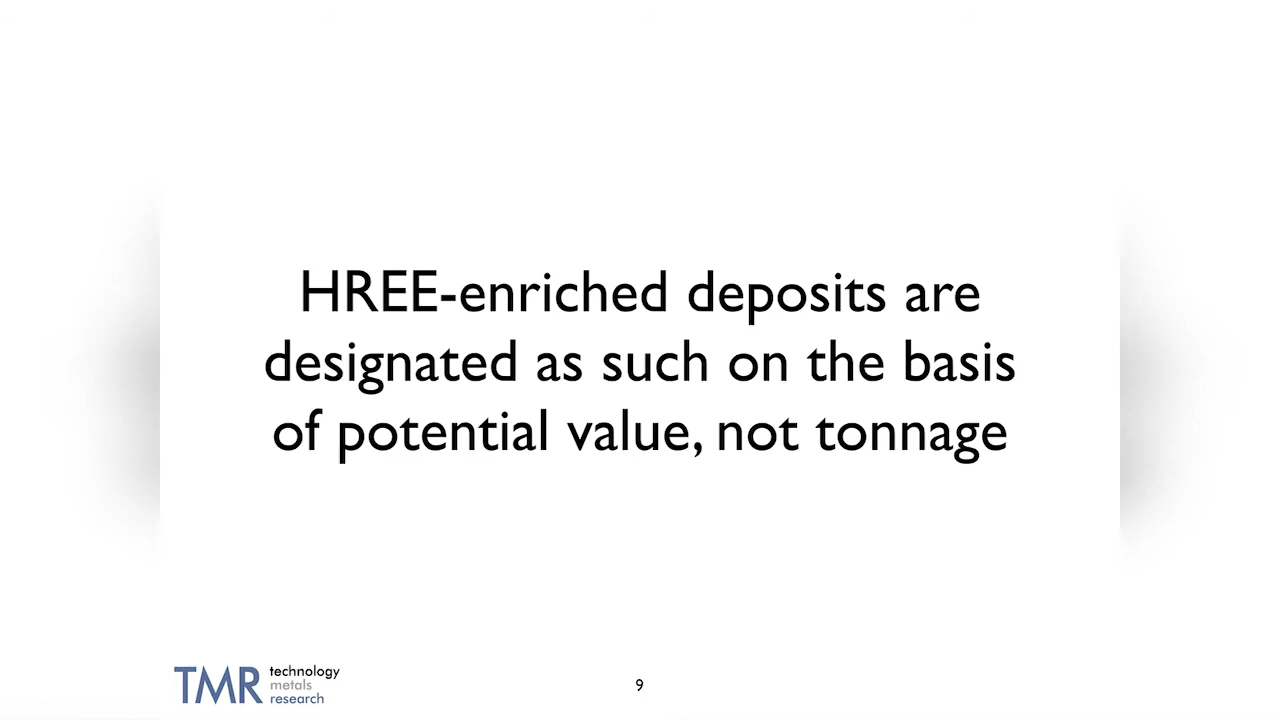 HREE-enriched deposits are
designated as such on the basis
of potential value, not tonnage
TMR technology
metals
research
9